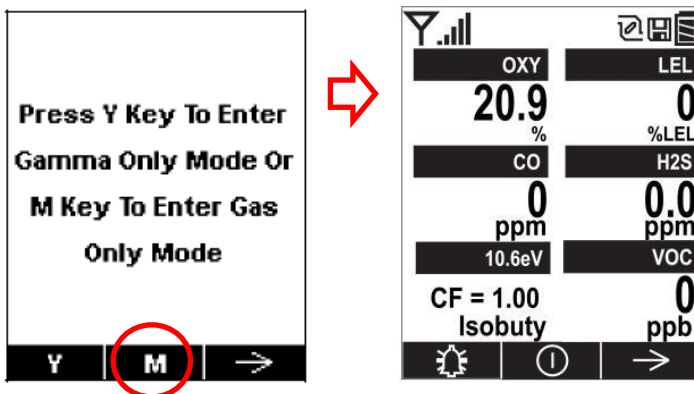 Press Y Key To Enter
Gamma Only Mode Or
M Key To Enter Gas
Only Mode
Y M
OXY LEL
20.9 0
% %LEL
CO H2S
0 0.0
ppm ppm
10.6eV VOC
CF = 1.00 0
Isobuty ppb